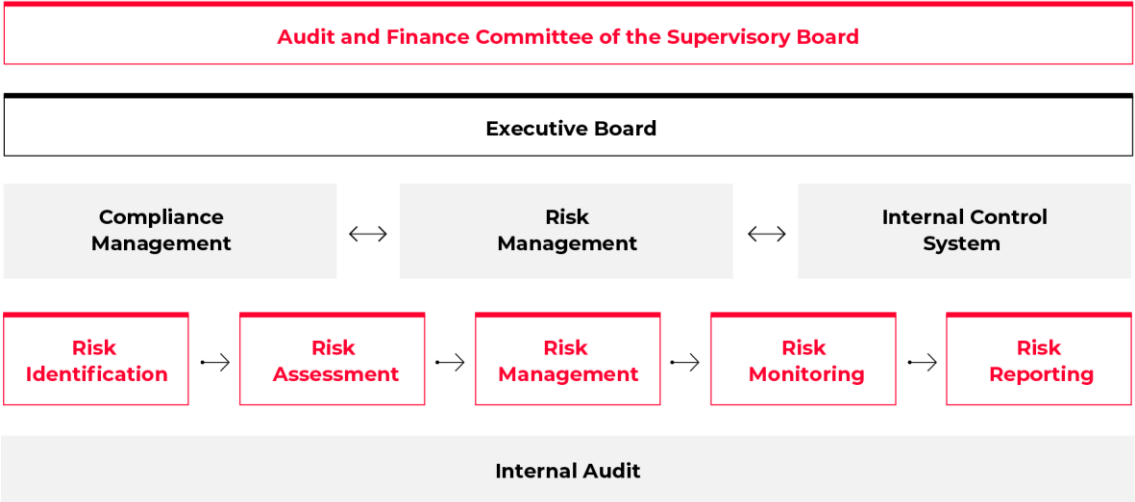 Audit and Finance Committee of the Supervisory Board
Executive Board
Compliance
Management
Risk
Management
Internal Control
System
Risk
Identification
Risk
Assessment
Risk
Management
Risk
Monitoring
Risk
Reporting
Internal Audit